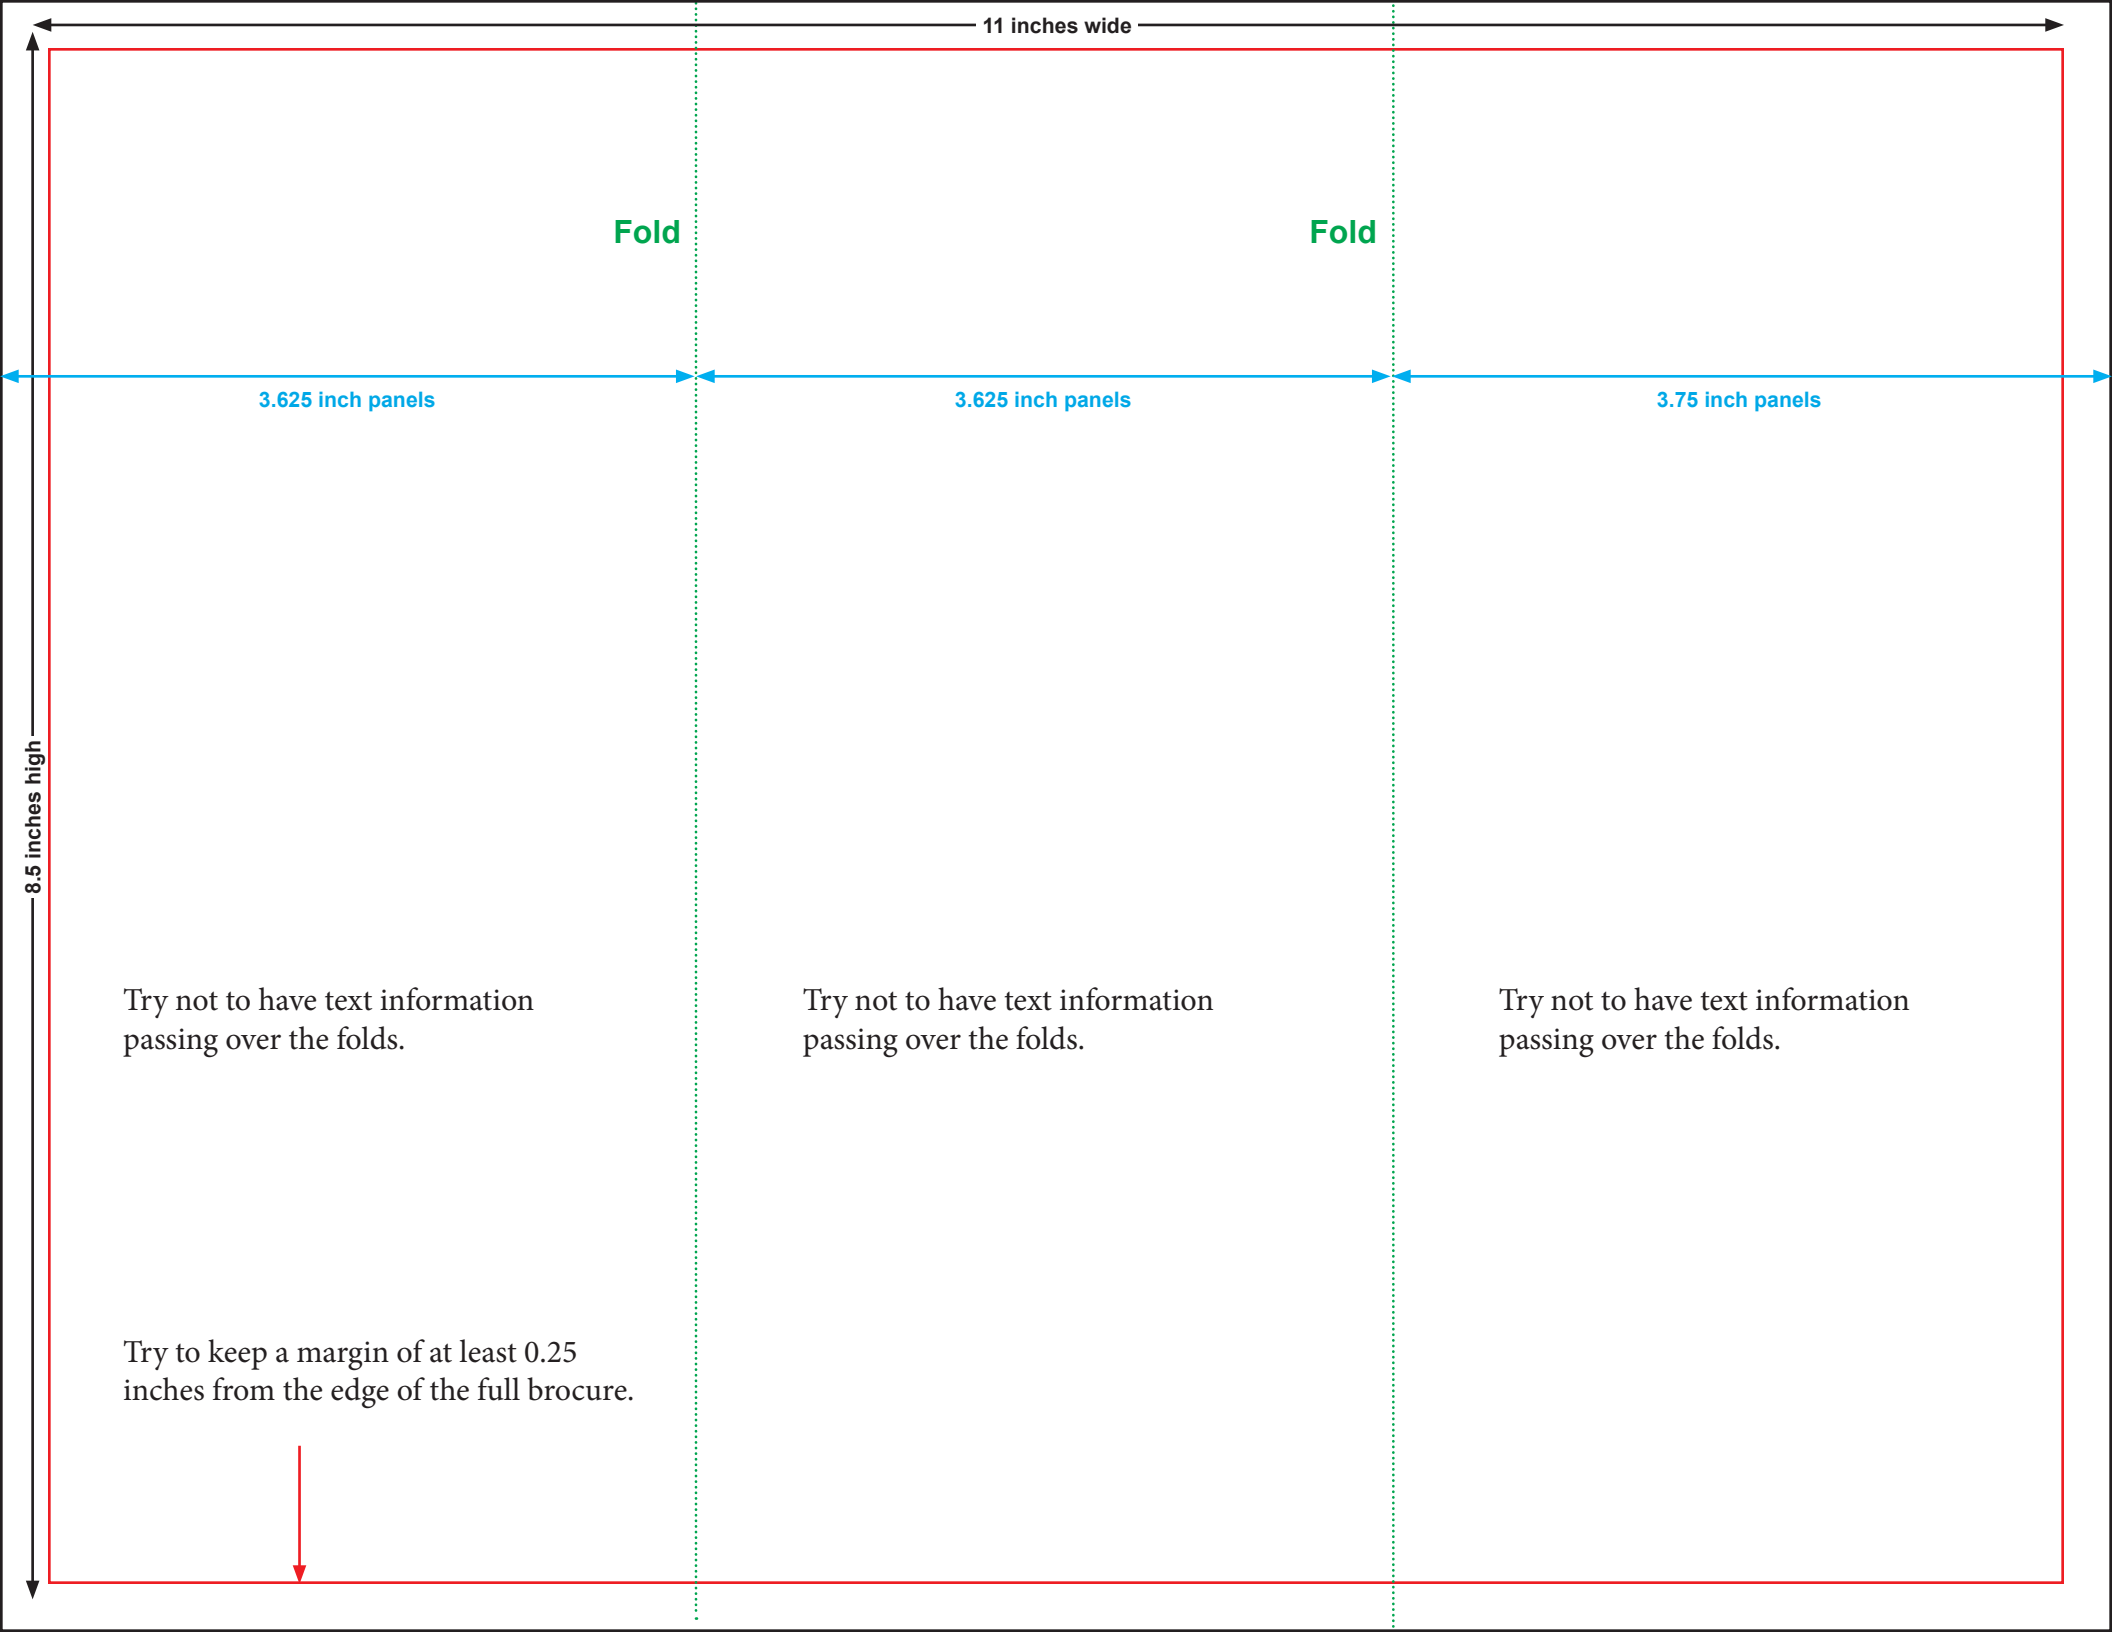 11 inches wide
Fold
Fold
3.625 inch panels
3.625 inch panels
3.75 inch panels
8.5 inches high
Try not to have text information
passing over the folds.
Try not to have text information
passing over the folds.
Try not to have text information
passing over the folds.
Try to keep a margin of at least 0.25
inches from the edge of the full brocure.